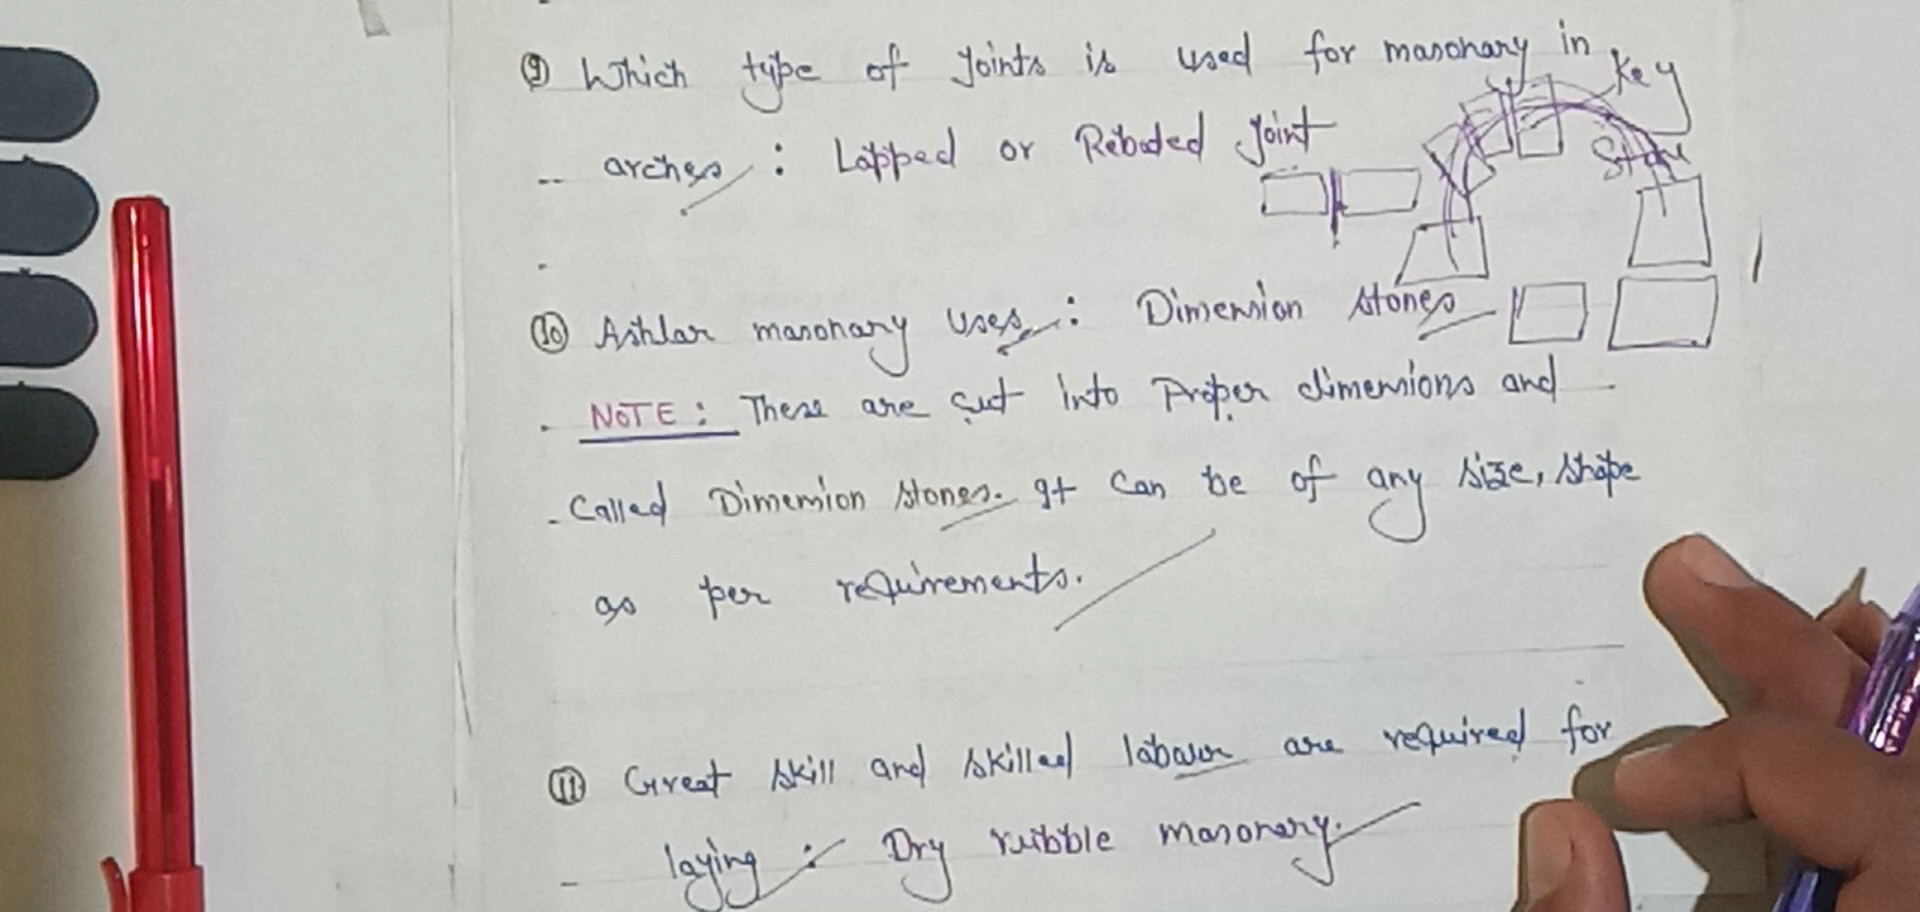 ⑨ Which type of Joints is used for masonary in
arches : Lapped or Rebated Joint
Key
Stone
⑩ Ashlar masonary uses : Dimension stones
NOTE : These are cut into Proper dimensions and
Called Dimension stones. It can be of any size, shape
as per requirements.
⑪ Great skill and skilled labour are required for
laying : Dry rubble masonary.